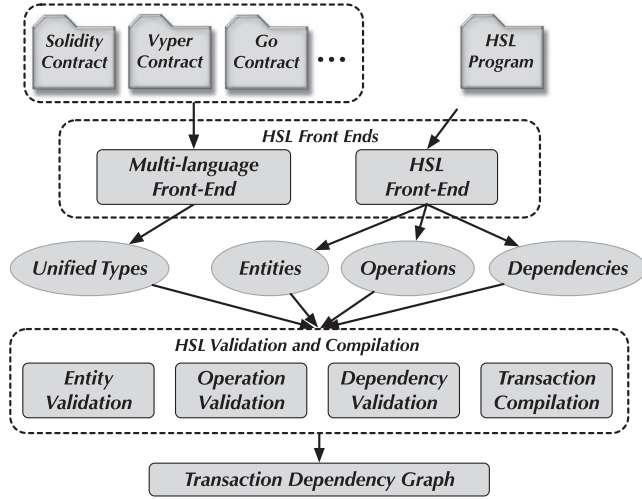 Solidity
Contract
Vyper
Contract
Go
Contract
...
HSL
Program
HSL Front Ends
Multi-language
Front-End
HSL
Front-End
Unified Types
Entities
Operations
Dependencies
HSL Validation and Compilation
Entity
Validation
Operation
Validation
Dependency
Validation
Transaction
Compilation
Transaction Dependency Graph